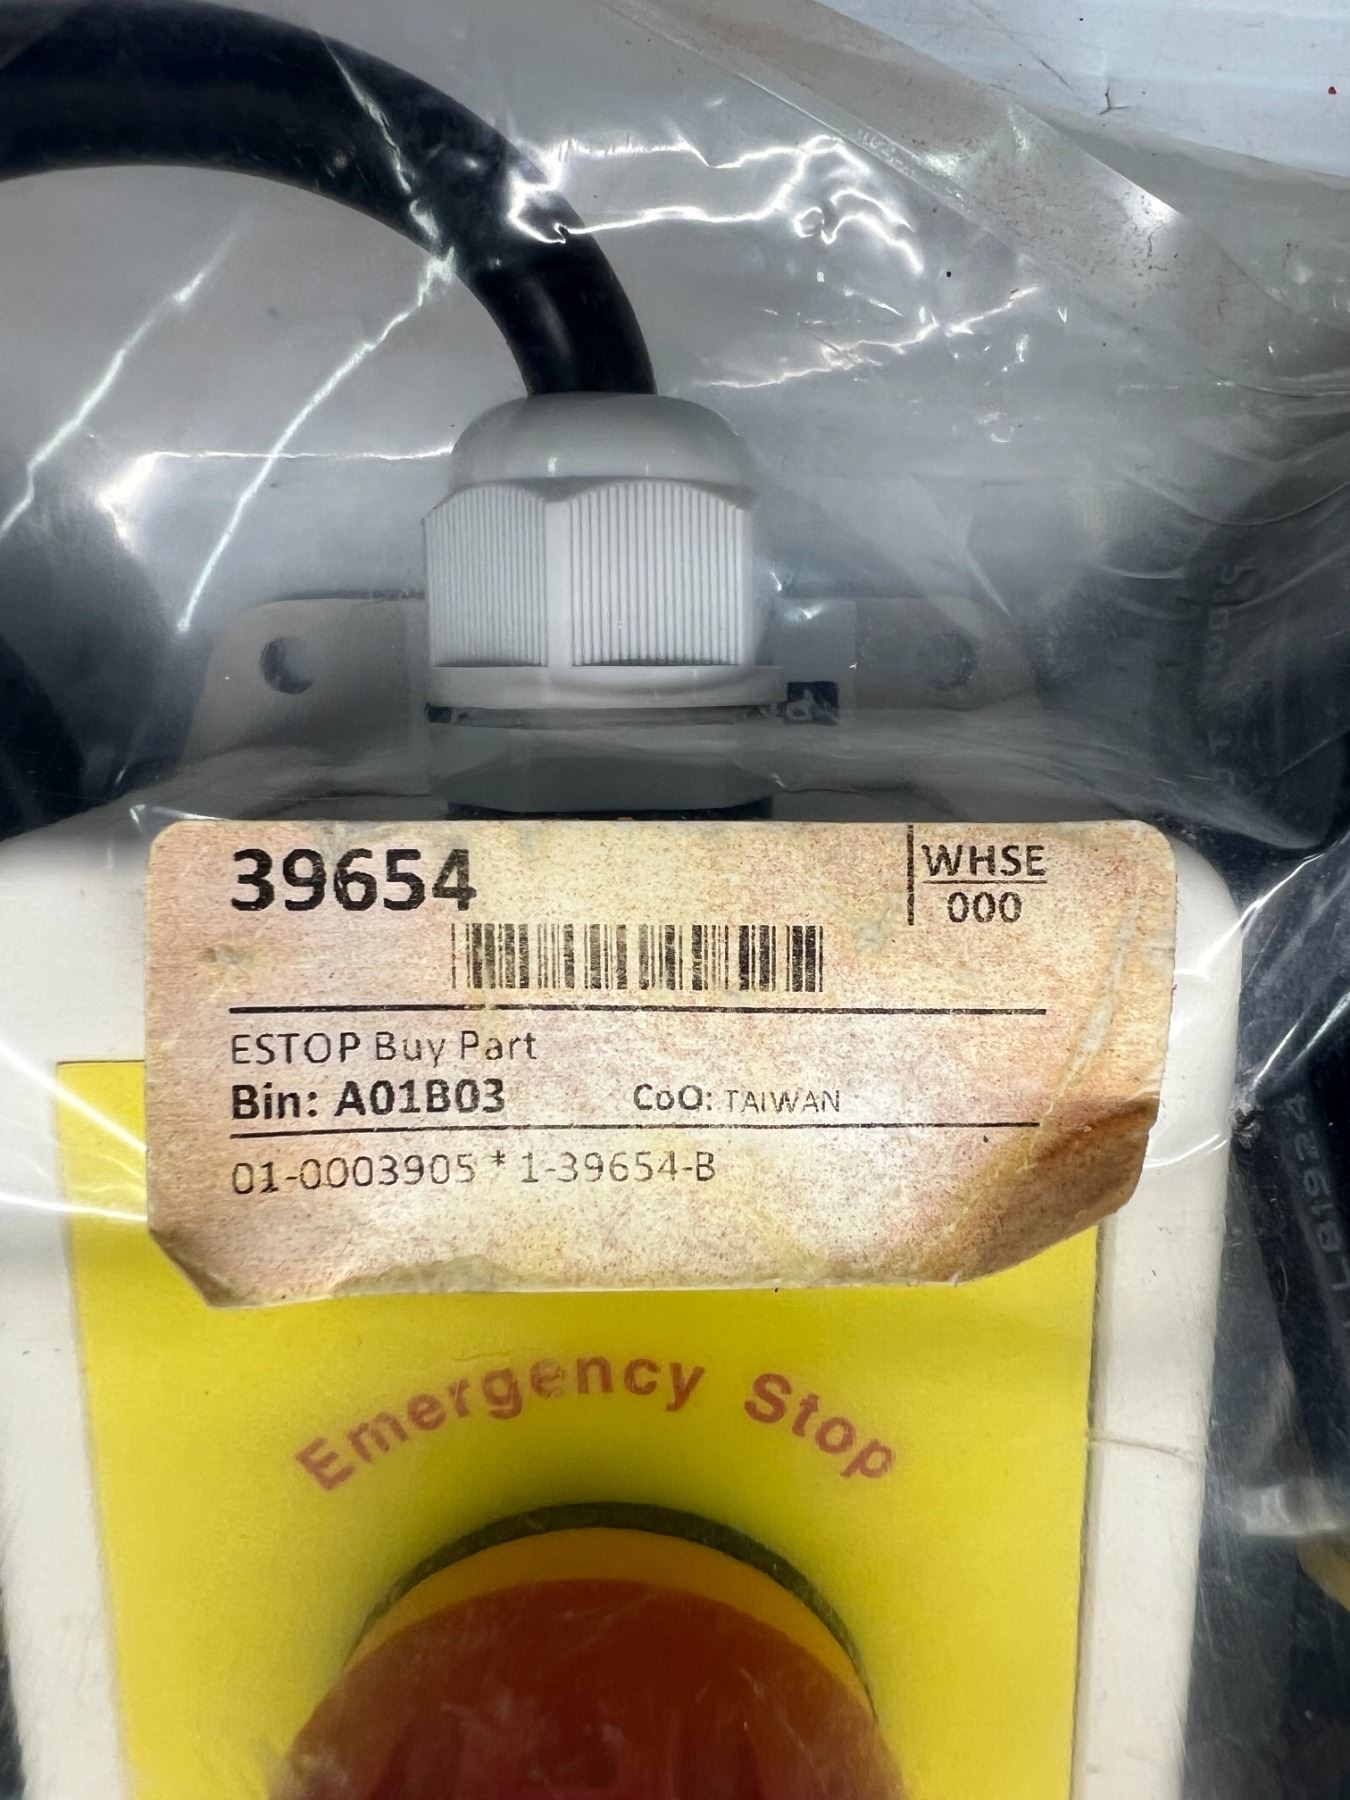 39654
WHSE
000
ESTOP Buy Part
Bin: A01B03 CoO: TAIWAN
01-0003905 * 1-39654-B
Emergency Stop